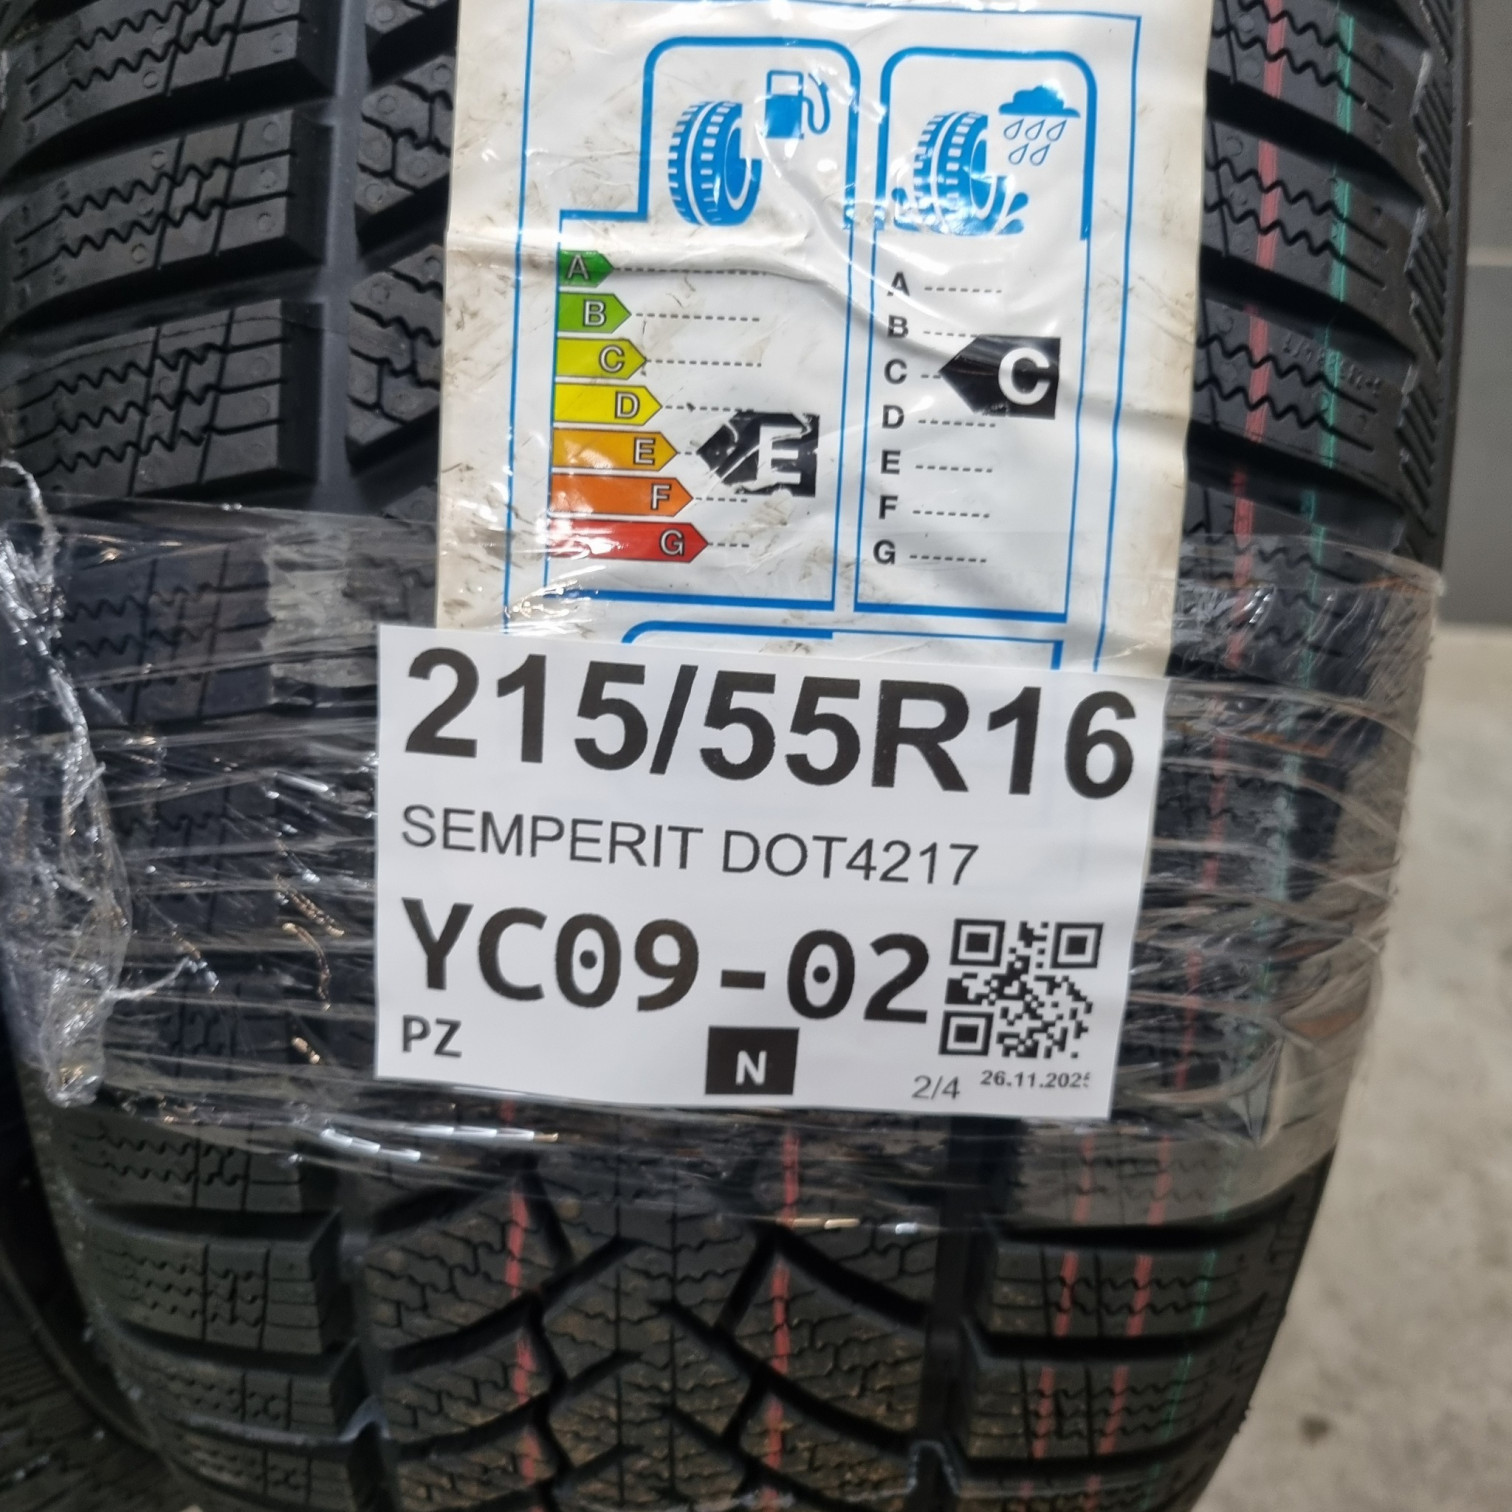 A
B
C
D
E
F
G
E
A
B
C
D
E
F
G
C
215/55R16
SEMPERIT DOT4217
YC09-02
PZ
N
2/4 26.11.2025